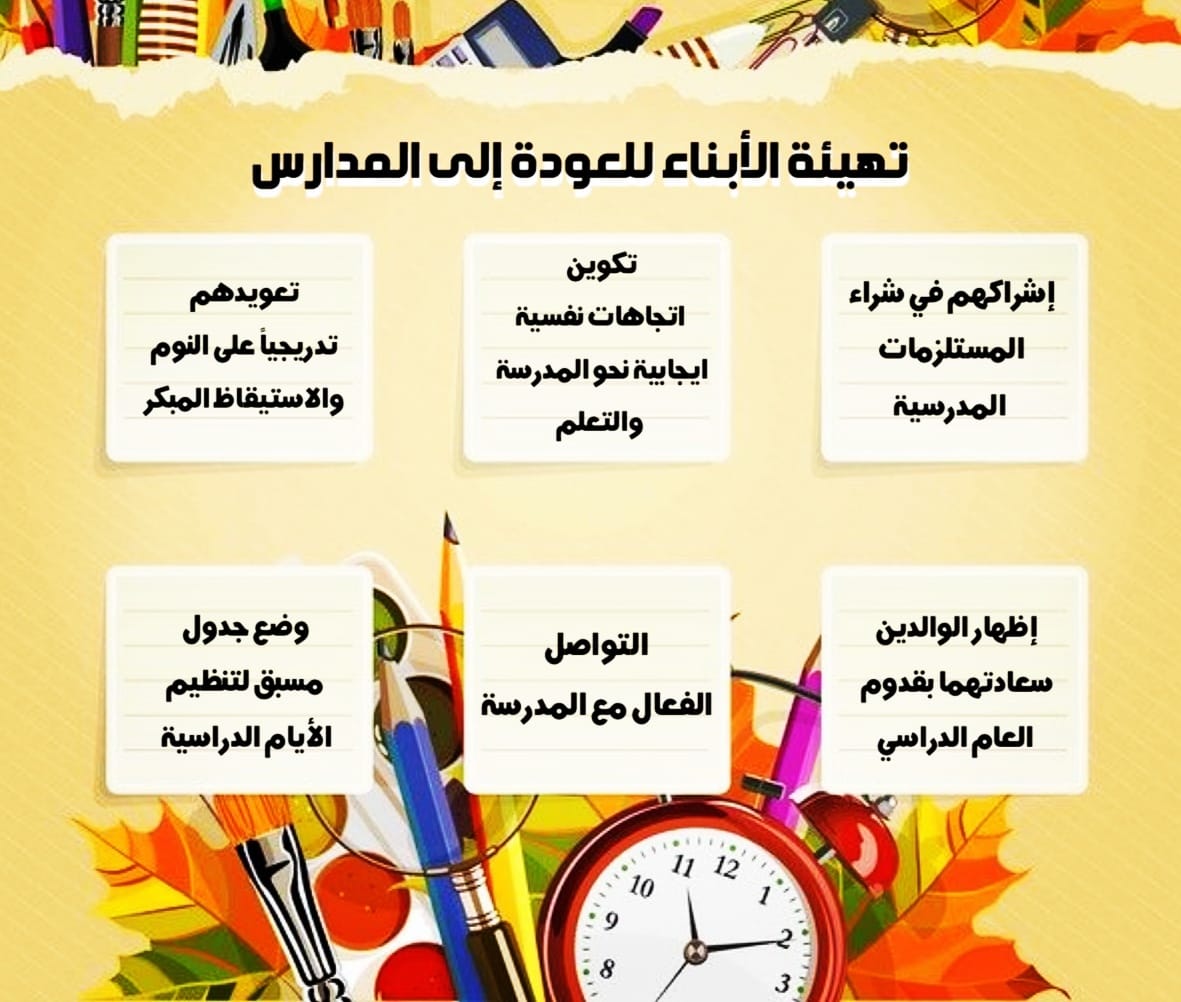 تهيئة الأبناء للعودة إلى المدارس
إشراكهم في شراء
المستلزمات
المدرسية
تكوين
اتجاهات نفسية
ايجابية نحو المدرسة
والتعلم
تعويدهم
تدريجياً على النوم
والاستيقاظ المبكر
إظهار الوالدين
سعادتهما بقدوم
العام الدراسي
التواصل
الفعال مع المدرسة
وضع جدول
مسبق لتنظيم
الأيام الدراسية
11
12
10
1
9
2
8
3